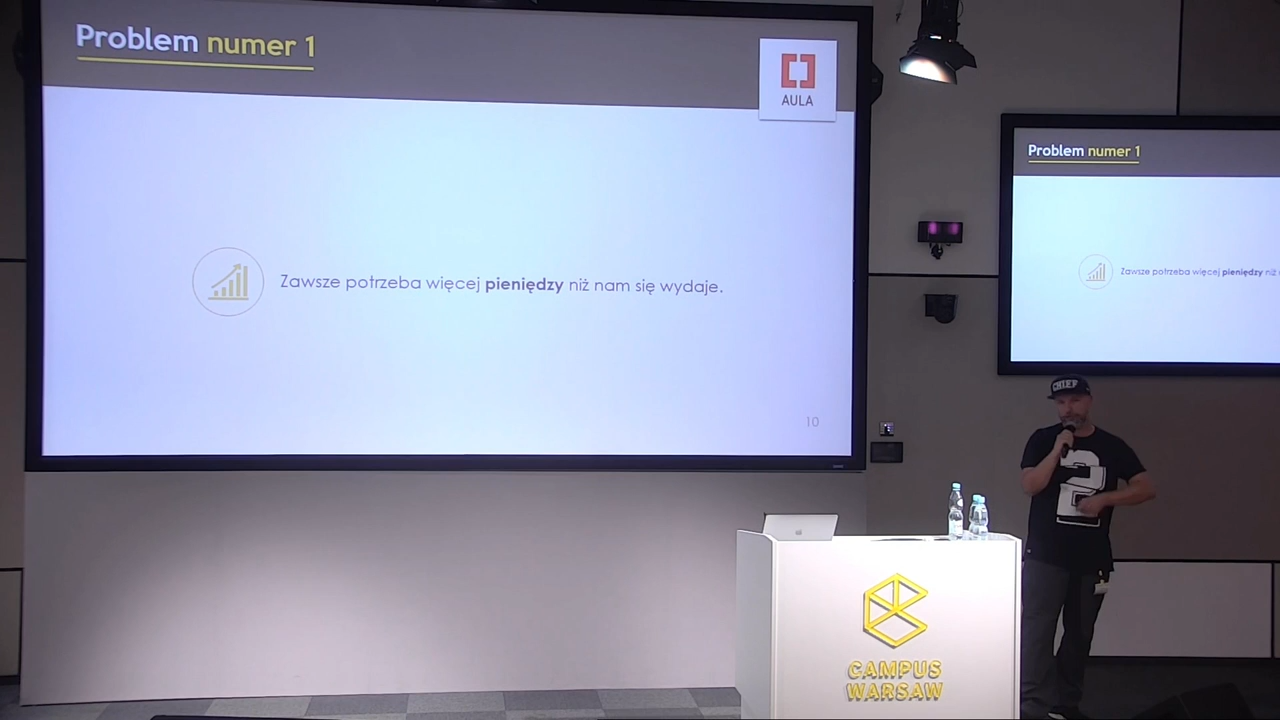 Problem numer 1
AULA
Zawsze potrzeba więcej pieniędzy niż nam się wydaje.
10
Problem numer 1
Zawsze potrzeba więcej pieniędzy niż
CHIEF
2
CAMPUS
WARSAW